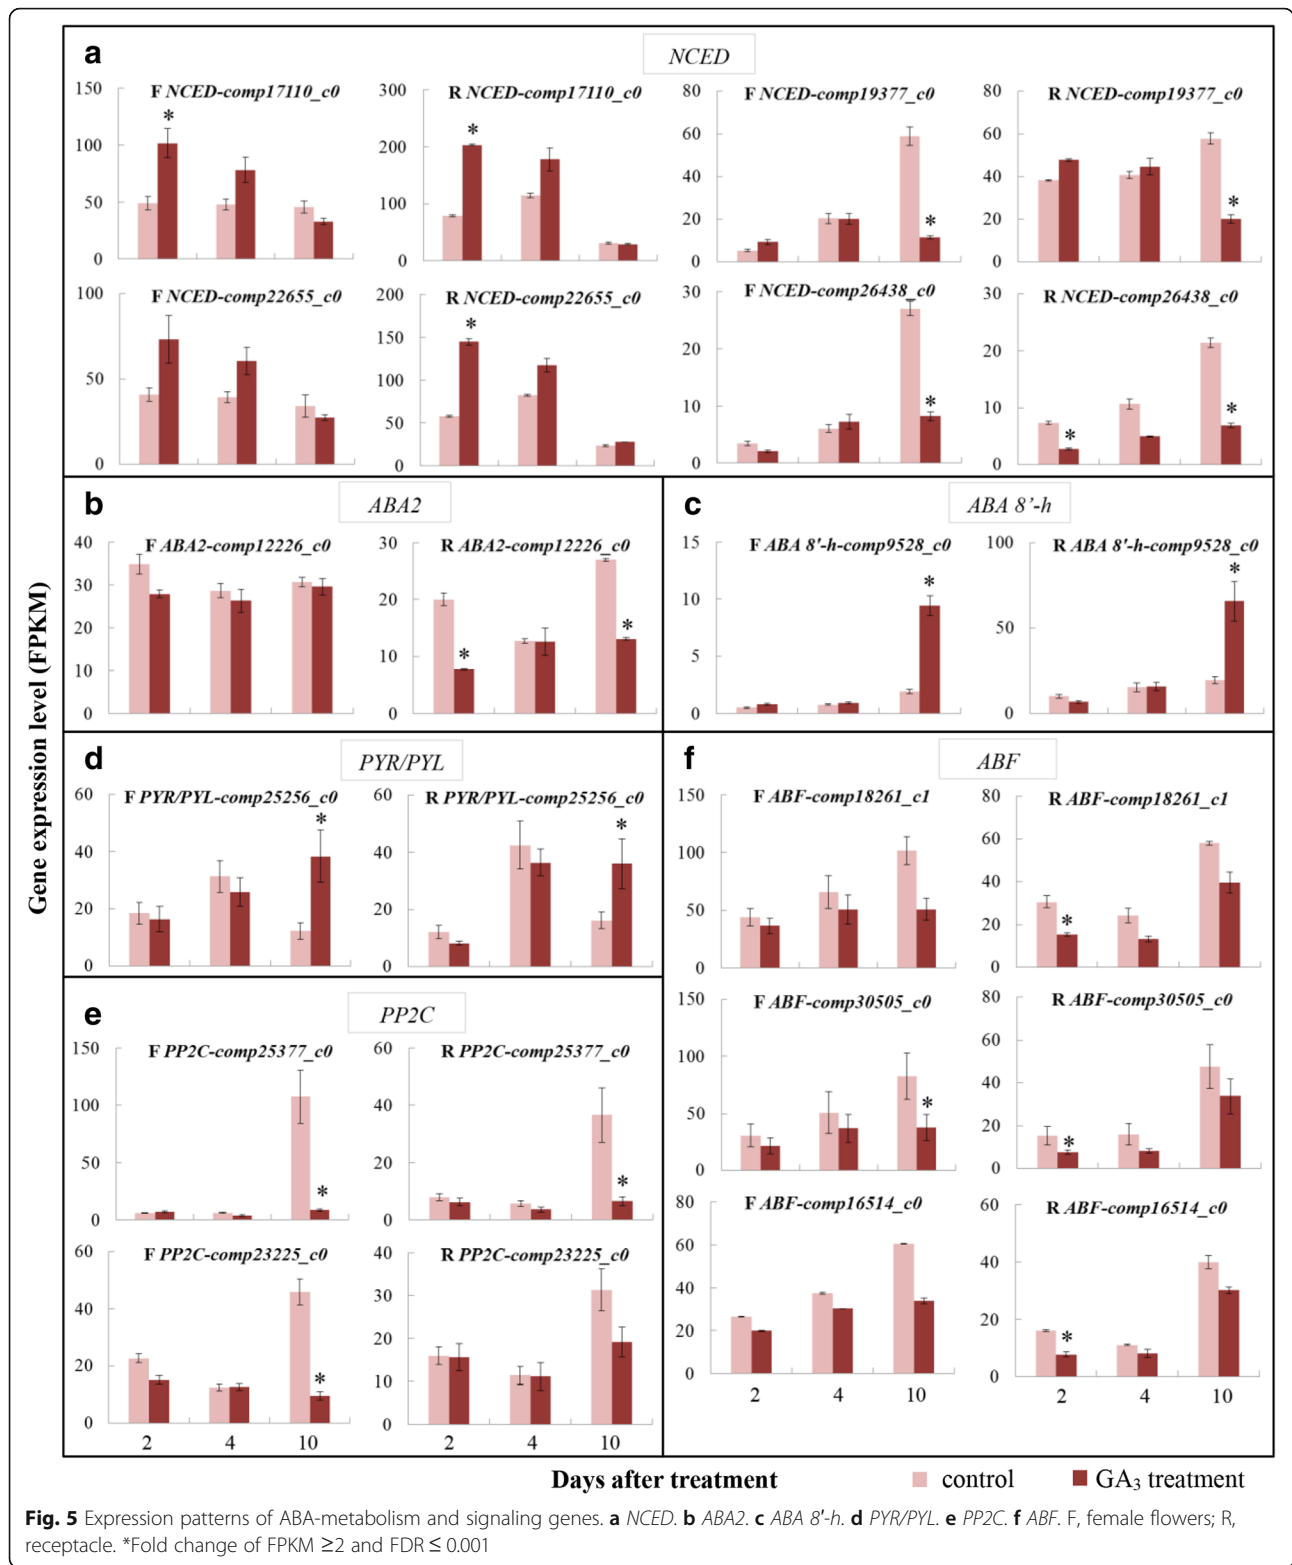 a
NCED
F NCED-comp17110_c0
R NCED-comp17110_c0
F NCED-comp19377_c0
R NCED-comp19377_c0
150
100
50
0
*
300
200
100
0
*
80
60
40
20
0
*
80
60
40
20
0
*
F NCED-comp22655_c0
R NCED-comp22655_c0
F NCED-comp26438_c0
R NCED-comp26438_c0
100
50
0
200
150
100
50
0
*
30
20
10
0
*
30
20
10
0
*
*
b
ABA2
F ABA2-comp12226_c0
R ABA2-comp12226_c0
40
30
20
10
0
30
20
10
0
*
*
c
ABA 8’-h
F ABA 8'-h-comp9528_c0
R ABA 8'-h-comp9528_c0
15
10
5
0
*
100
50
0
*
Gene expression level (FPKM)
d
PYR/PYL
F PYR/PYL-comp25256_c0
R PYR/PYL-comp25256_c0
60
40
20
0
*
60
40
20
0
*
e
PP2C
F PP2C-comp25377_c0
R PP2C-comp25377_c0
150
100
50
0
*
60
40
20
0
*
F PP2C-comp23225_c0
R PP2C-comp23225_c0
60
40
20
0
*
40
30
20
10
0
2 4 10
2 4 10
f
ABF
F ABF-comp18261_c1
R ABF-comp18261_c1
150
100
50
0
80
60
40
20
0
*
F ABF-comp30505_c0
R ABF-comp30505_c0
150
100
50
0
*
80
60
40
20
0
*
F ABF-comp16514_c0
R ABF-comp16514_c0
80
60
40
20
0
60
40
20
0
*
2 4 10
2 4 10
Days after treatment
control
GA₃ treatment
Fig. 5 Expression patterns of ABA-metabolism and signaling genes. a NCED. b ABA2. c ABA 8′-h. d PYR/PYL. e PP2C. f ABF. F, female flowers; R,
receptacle. *Fold change of FPKM ≥2 and FDR ≤ 0.001